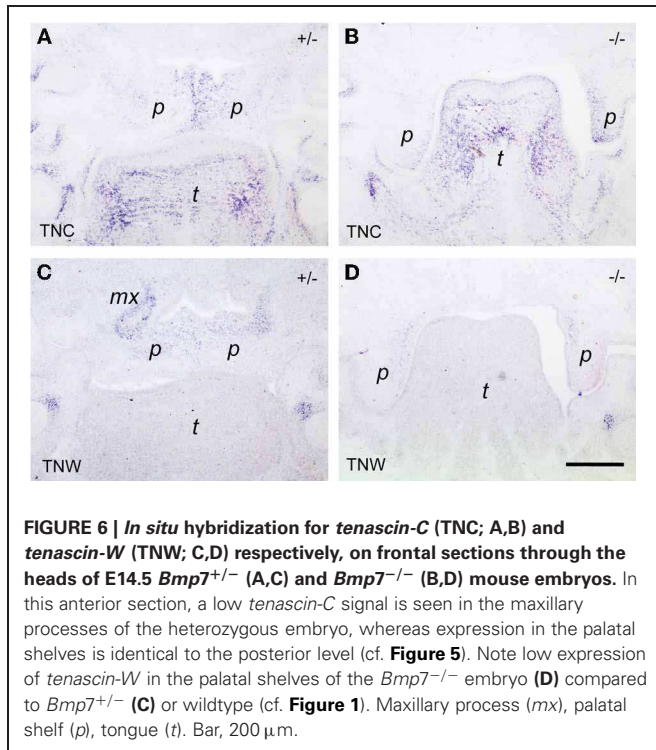 A +/- B -/-
p p
p p
t t
TNC TNC
C +/- D -/-
mx
p p
p p
t t
TNW TNW
FIGURE 6 | In situ hybridization for tenascin-C (TNC; A,B) and
tenascin-W (TNW; C,D) respectively, on frontal sections through the
heads of E14.5 Bmp7+/− (A,C) and Bmp7−/− (B,D) mouse embryos. In
this anterior section, a low tenascin-C signal is seen in the maxillary
processes of the heterozygous embryo, whereas expression in the palatal
shelves is identical to the posterior level (cf. Figure 5). Note low expression
of tenascin-W in the palatal shelves of the Bmp7−/− embryo (D) compared
to Bmp7+/− (C) or wildtype (cf. Figure 1). Maxillary process (mx), palatal
shelf (p), tongue (t). Bar, 200 μm.